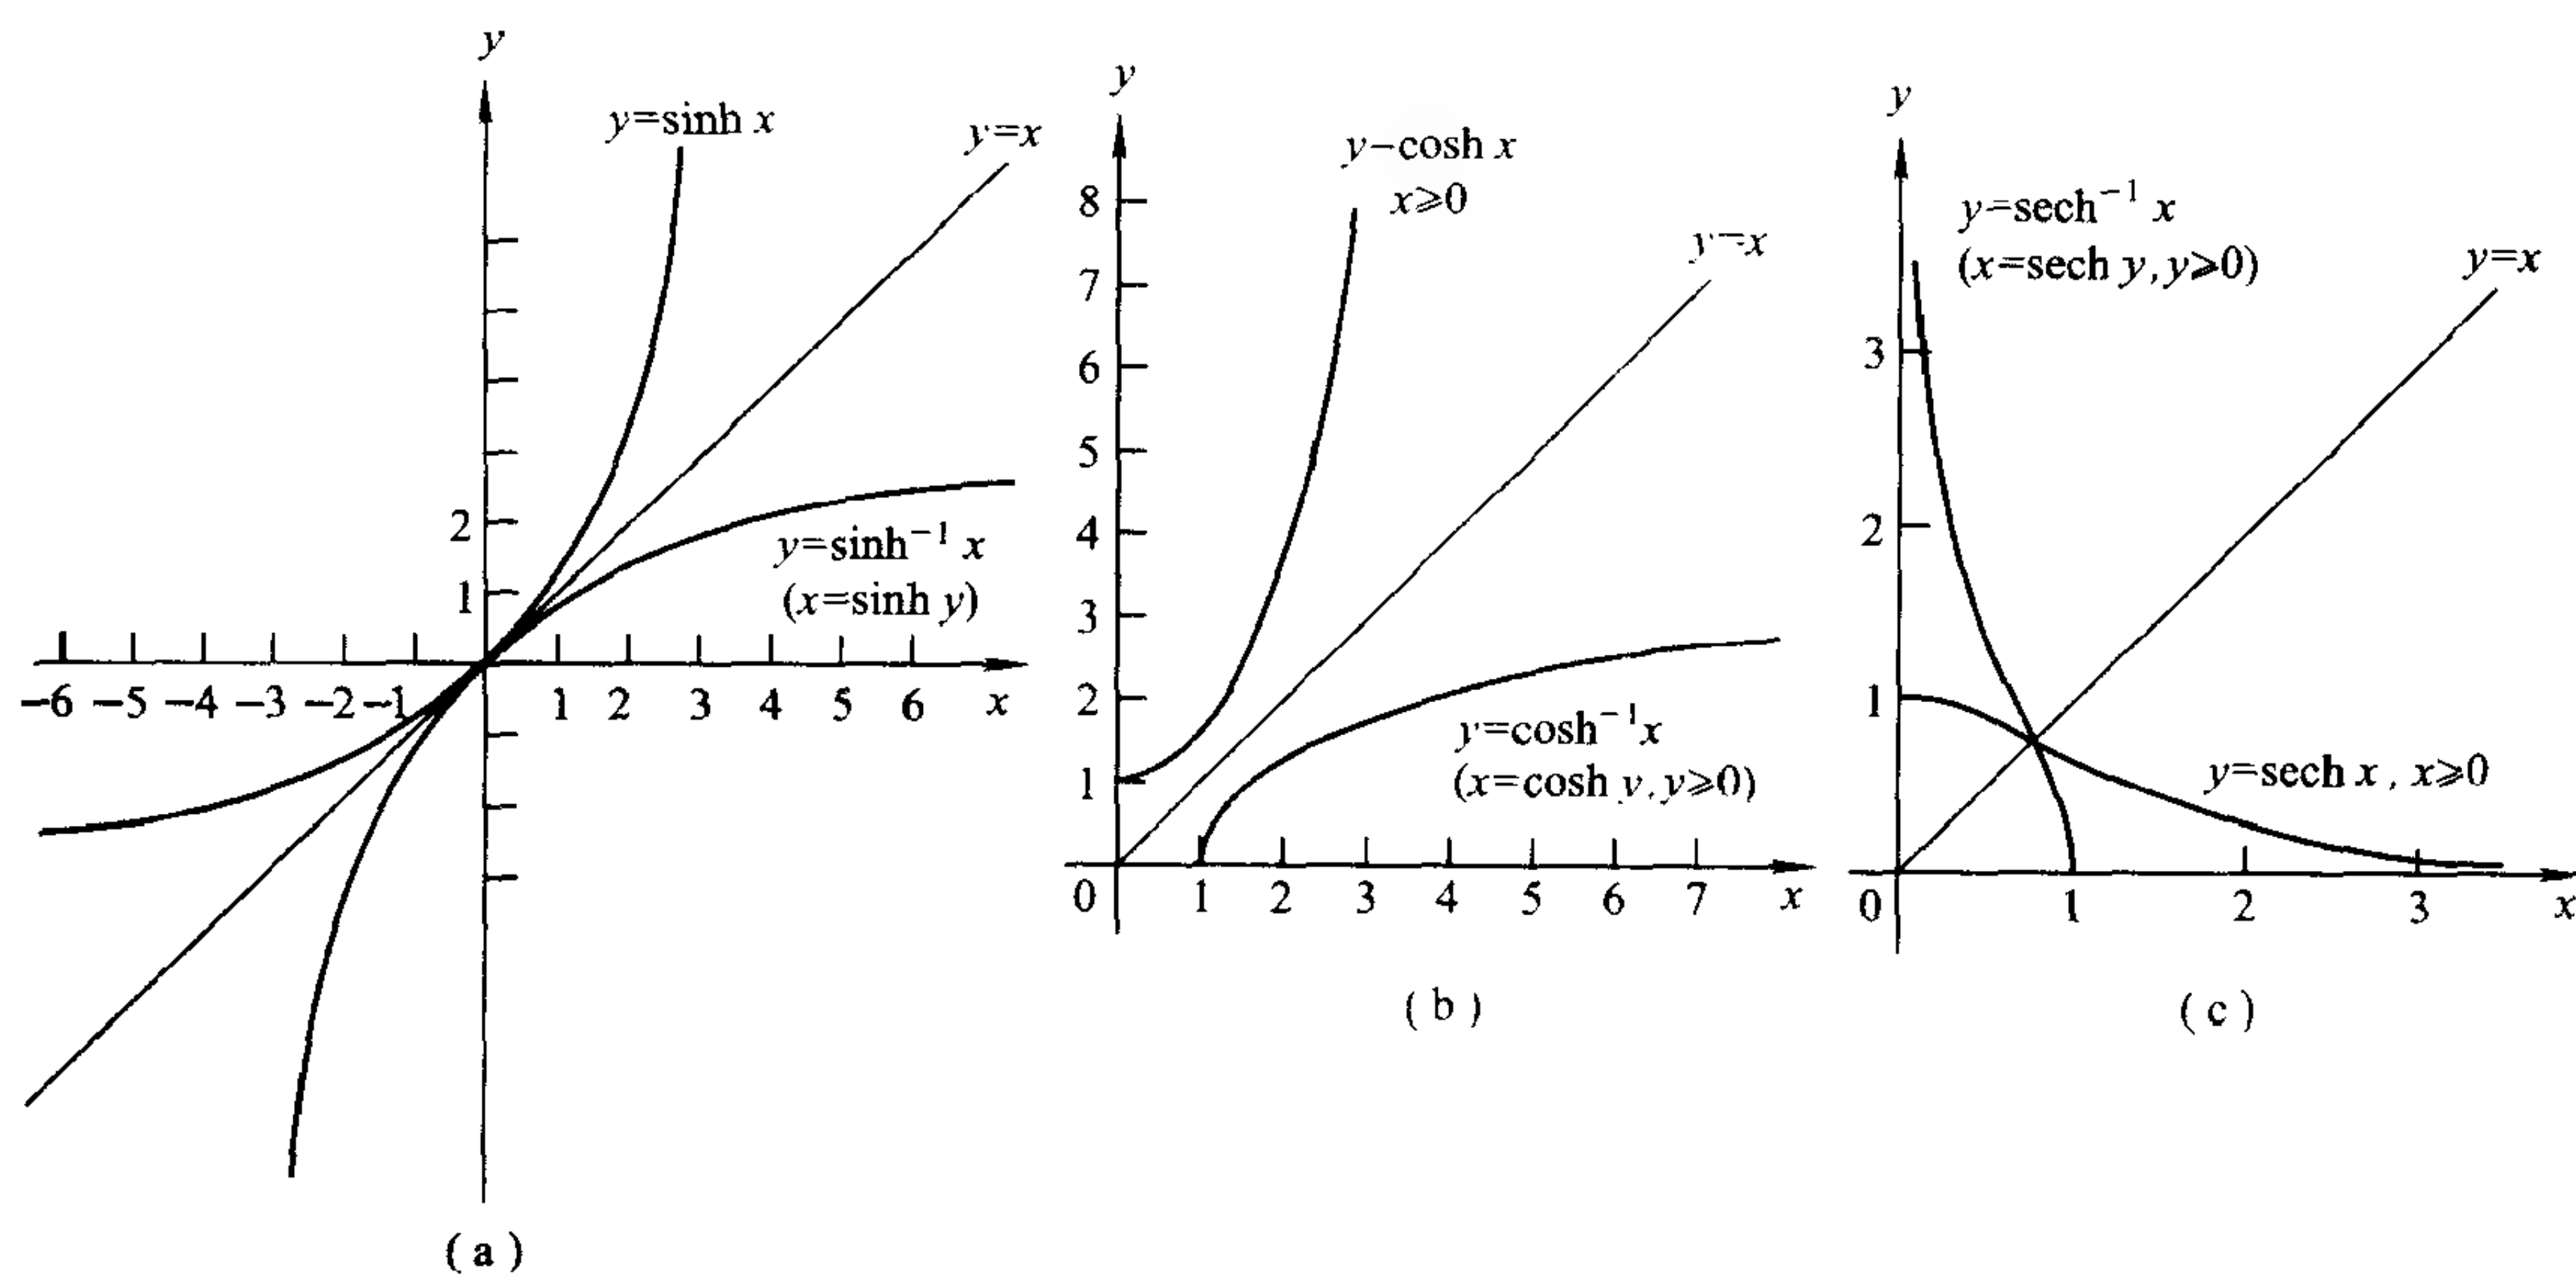 y
y=sinh x
y=x
2
1
y=sinh⁻¹ x
(x=sinh y)
−6 −5 −4 −3 −2 −1 1 2 3 4 5 6 x
(a)
y
y−cosh x
x⩾0
y=x
8
7
6
5
4
3
2
1
y=cosh⁻¹x
(x=cosh y, y⩾0)
0 1 2 3 4 5 6 7 x
(b)
y
y=sech⁻¹ x
(x=sech y, y⩾0)
y=x
3
2
1
y=sech x, x⩾0
0 1 2 3 x
(c)